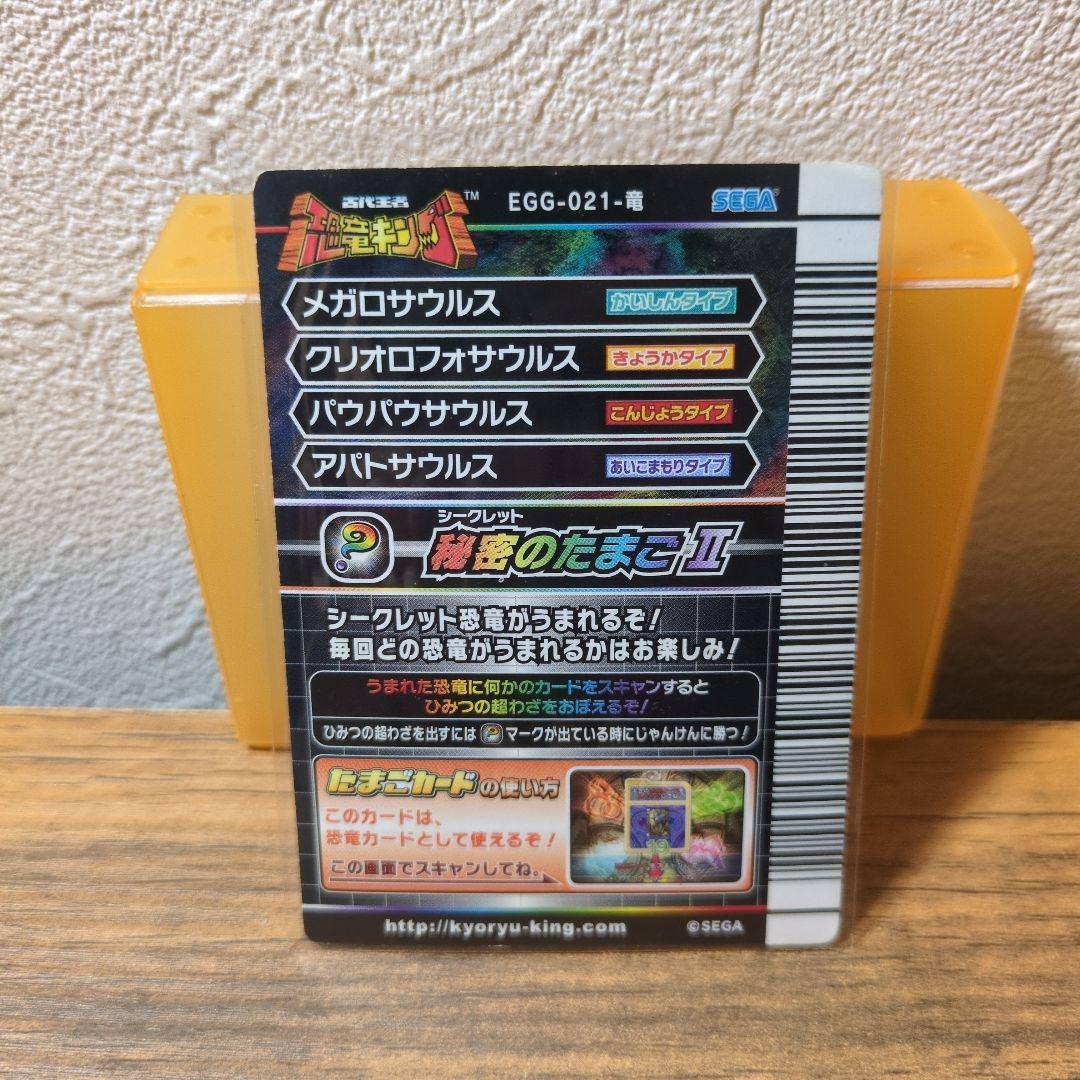 古代王者
恐竜キング™ EGG-021-竜 SEGA®
メガロサウルス かいしんタイプ
クリオロフォサウルス きょうかタイプ
パウパウサウルス こんじょうタイプ
アパトサウルス あいこまもりタイプ
シークレット
? 秘密のたまごⅡ
シークレット恐竜がうまれるぞ!
毎回どの恐竜がうまれるかはお楽しみ!
うまれた恐竜に何かのカードをスキャンすると
ひみつの超わざをおぼえるぞ!
ひみつの超わざを出すには?マークが出ている時にじゃんけんに勝つ!
たまごカードの使い方
このカードは、
恐竜カードとして使えるぞ!
この画面でスキャンしてね。
19
http://kyoryu-king.com ©SEGA